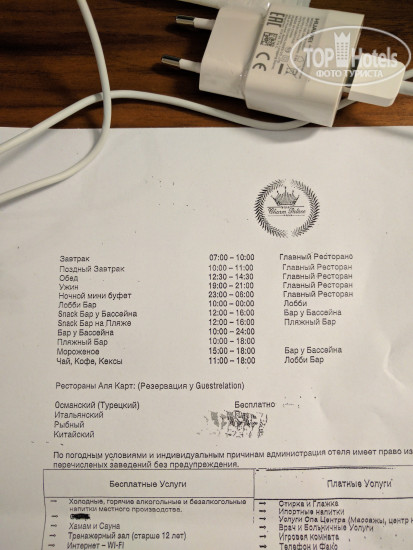 TOP Hotels
ФОТО ТУРИСТА
EAC
CE
Charm Palace
Завтрак 07:00 – 10:00 Главный Ресторано
Поздный Завтрак 10:00 – 11:00 Главный Ресторан
Обед 12:30 – 14:30 Главный Ресторан
Ужин 19:00 – 21:00 Главный Ресторан
Ночной мини буфет 23:00 – 06:00 Главный Ресторан
Лобби Бар 10:00 – 00:00 Лобби
Snack Бар у Бассейна 12:00 – 16:00 Бар у Бассейна
Snack Бар на Пляже 12:00 – 16:00 Пляжный Бар
Бар у Бассейна 10:00 – 24:00
Пляжный Бар 10:00 – 18:00
Мороженое 15:00 – 18:00 Бар у Бассейна
Чай, Кофе, Кексы 11:00 – 18:00 Лобби Бар
Рестораны Аля Карт: (Резервация у Guestrelation)
Османский (Турецкий) Бесплатно
Итальянский
Рыбный
Китайский
По погодным условиями и индивидуальным причинам администрация отеля имеет право из
перечисленых заведений без предупреждения.
Бесплатные Услуги Платные Услуги
Холодные, горячие алкогольные и безалкогольные
напитки местного производства.
Хамам и Сауна
Тренажерный зал (старше 12 лет)
Интернет – WI-FI
Стирка и Глажка
Ипортные напитки
Услуги Спа Центра (Массажы, центр
Врач и Больничные Услуги
Игровая комната
Телефон и Факс